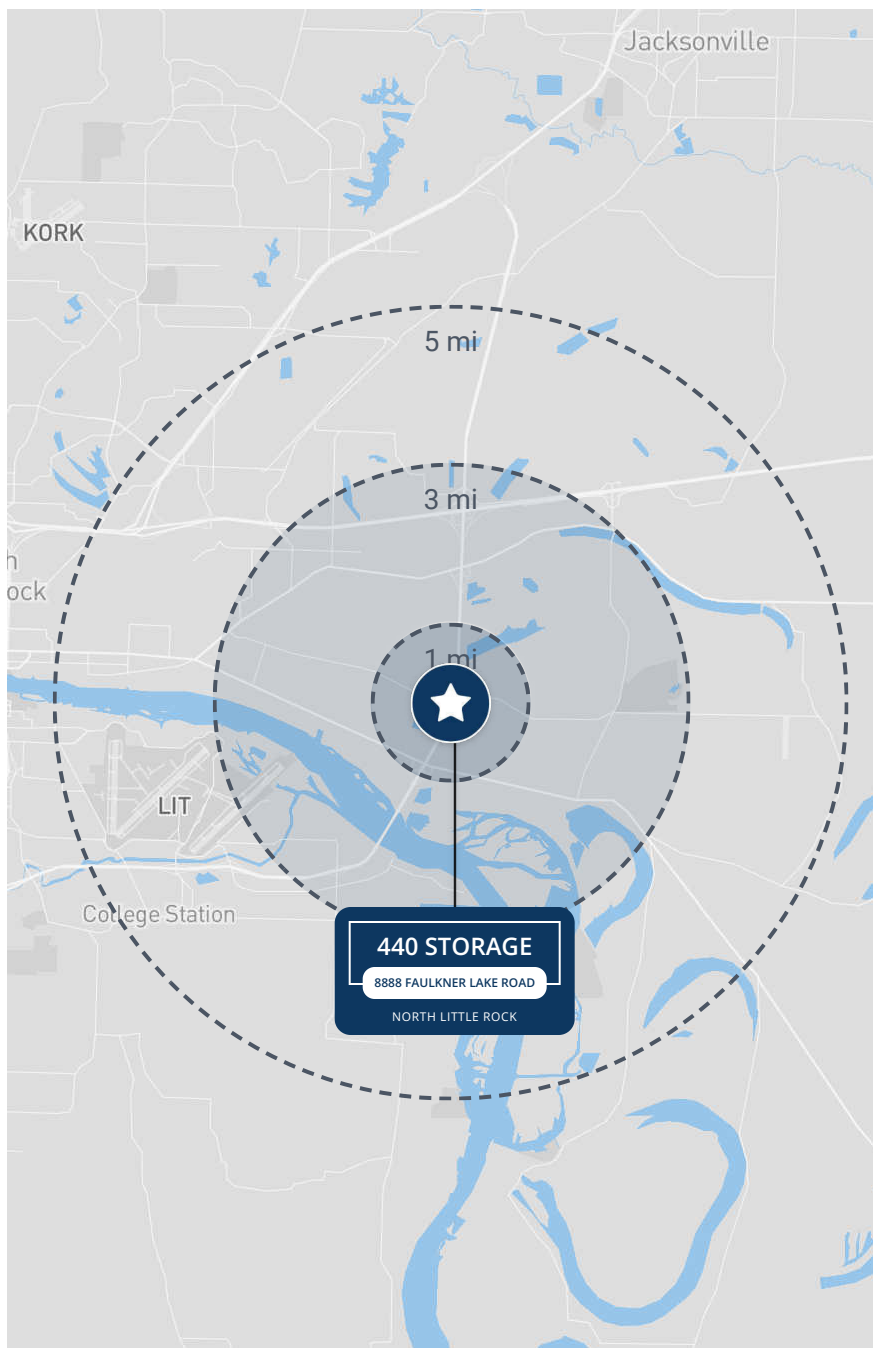 Jacksonville
KORK
5 mi
3 mi
h
ock
1 mi
LIT
College Station
440 STORAGE
8888 FAULKNER LAKE ROAD
NORTH LITTLE ROCK